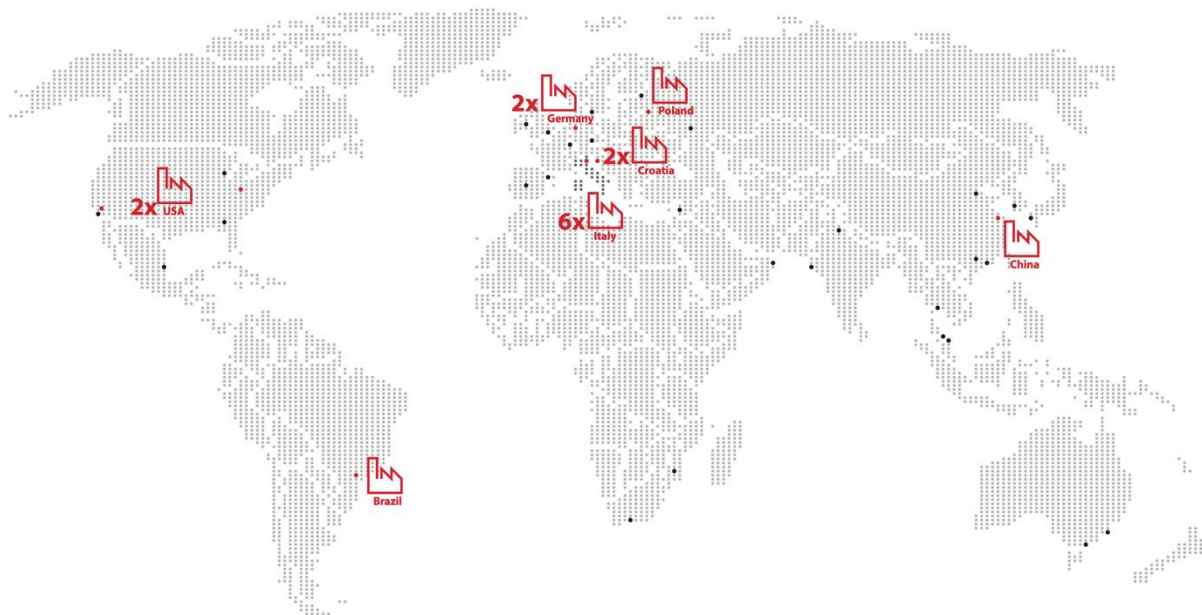 2x Germany
Poland
2x Croatia
2x USA
6x Italy
China
Brazil